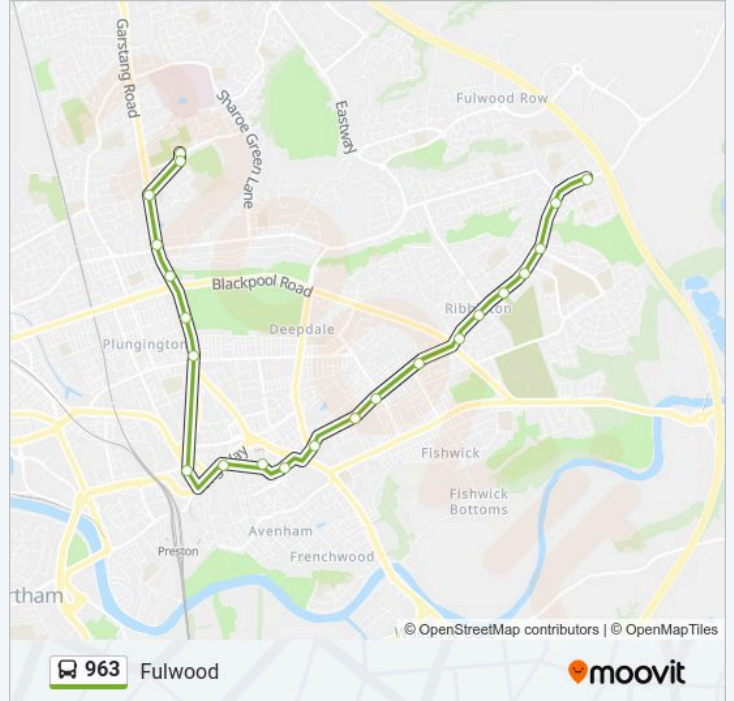 Garstang Road
Sharoe Green Lane
Eastway
Fulwood Row
Blackpool Road
Ribbleton
Deepdale
Plungington
Fishwick
Fishwick
Bottoms
Avenham
Preston
Frenchwood
rtham
© OpenStreetMap contributors | © OpenMapTiles
963 Fulwood
moovit